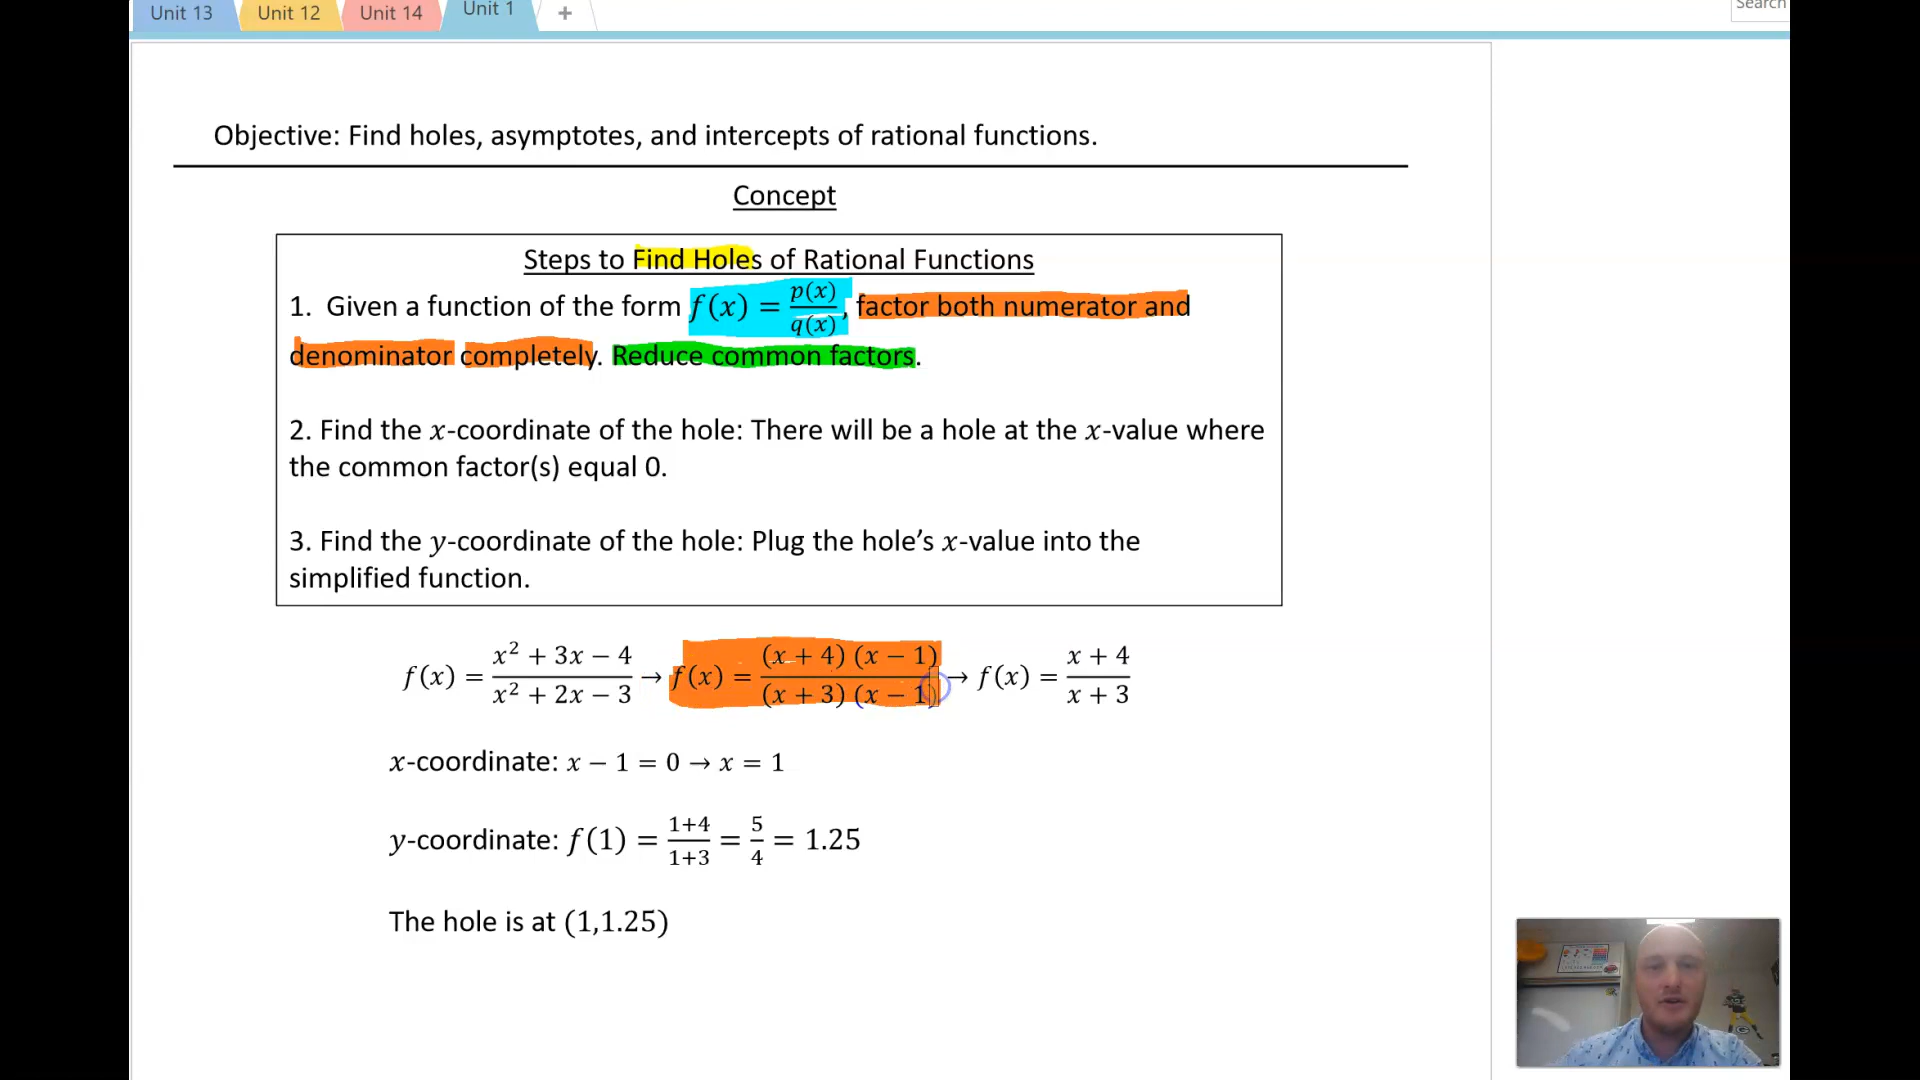 Unit 13 Unit 12 Unit 14 Unit 1 + Search
Objective: Find holes, asymptotes, and intercepts of rational functions.
Concept
Steps to Find Holes of Rational Functions
1. Given a function of the form f(x) = p(x)/q(x), factor both numerator and
denominator completely. Reduce common factors.
2. Find the x-coordinate of the hole: There will be a hole at the x-value where
the common factor(s) equal 0.
3. Find the y-coordinate of the hole: Plug the hole's x-value into the
simplified function.
f(x) = (x² + 3x − 4)/(x² + 2x − 3) → f(x) = ((x + 4) (x − 1))/((x + 3) (x − 1)) → f(x) = (x + 4)/(x + 3)
x-coordinate: x − 1 = 0 → x = 1
y-coordinate: f(1) = (1+4)/(1+3) = 5/4 = 1.25
The hole is at (1,1.25)